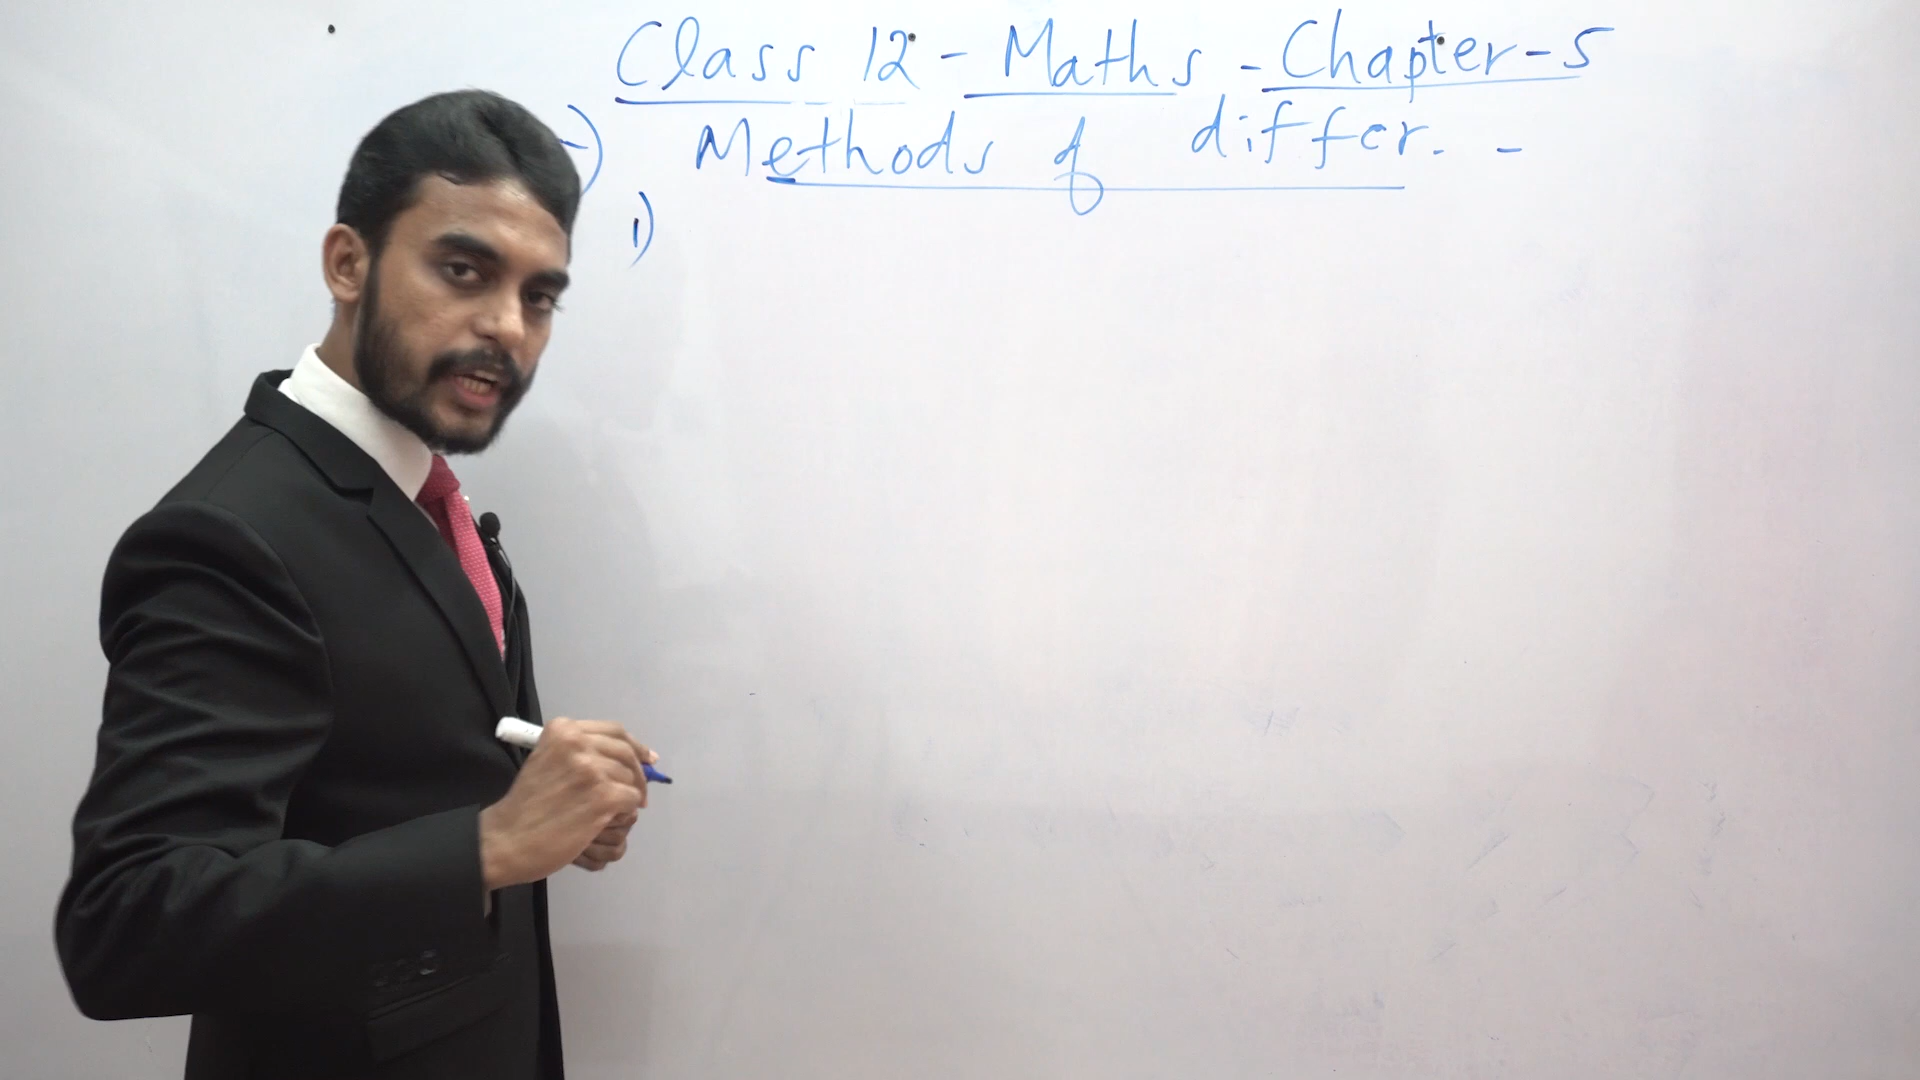 Class 12 - Maths - Chapter-5
Methods of differ. -
1)